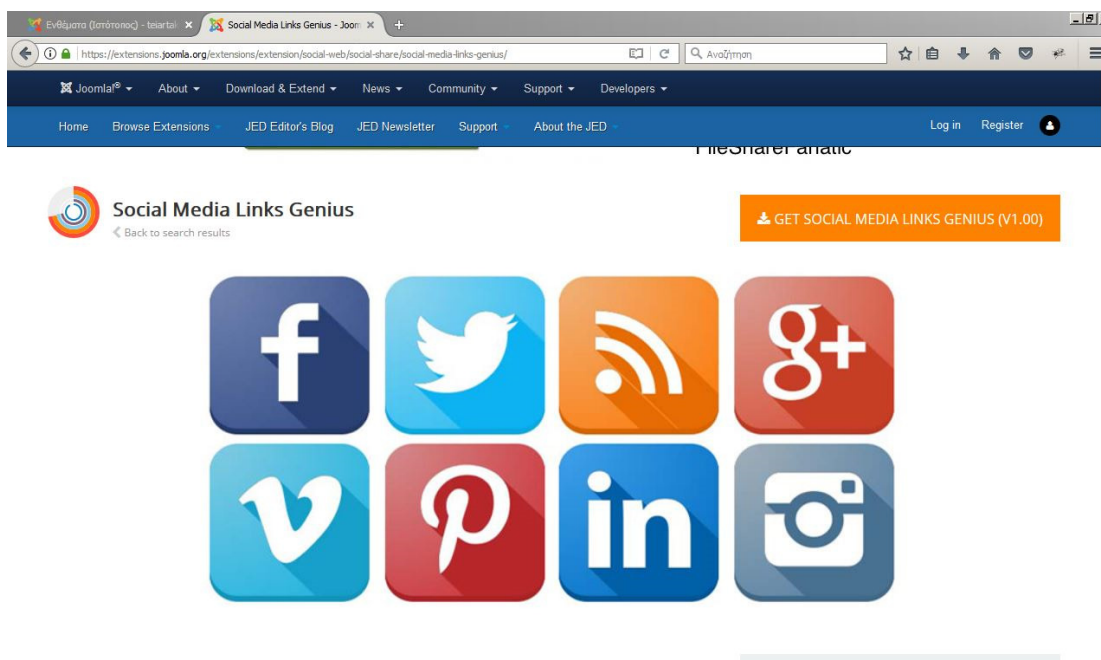 Ενθέματα (Ιστότοπος) - teiartal
Social Media Links Genius - Joom
https://extensions.joomla.org/extensions/extension/social-web/social-share/social-media-links-genius/
Αναζήτηση
Joomla!® About Download & Extend News Community Support Developers
Home Browse Extensions JED Editor's Blog JED Newsletter Support About the JED Log in Register
FileShareFanatic
Social Media Links Genius
Back to search results
GET SOCIAL MEDIA LINKS GENIUS (V1.00)
f
g+
v
p
in